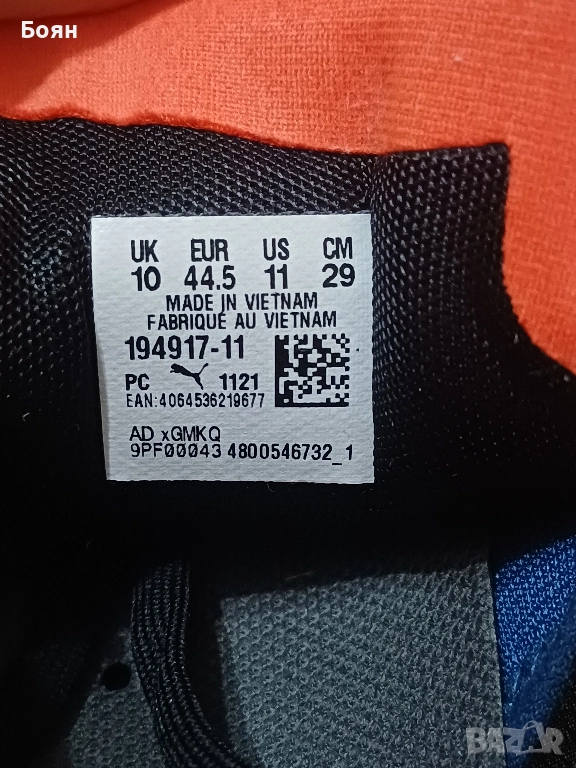 Боян
UK EUR US CM
10 44.5 11 29
MADE IN VIETNAM
FABRIQUÉ AU VIETNAM
194917-11
PC 1121
EAN:4064536219677
AD xGMKQ
9PF00043 4800546732_1
BAZAR